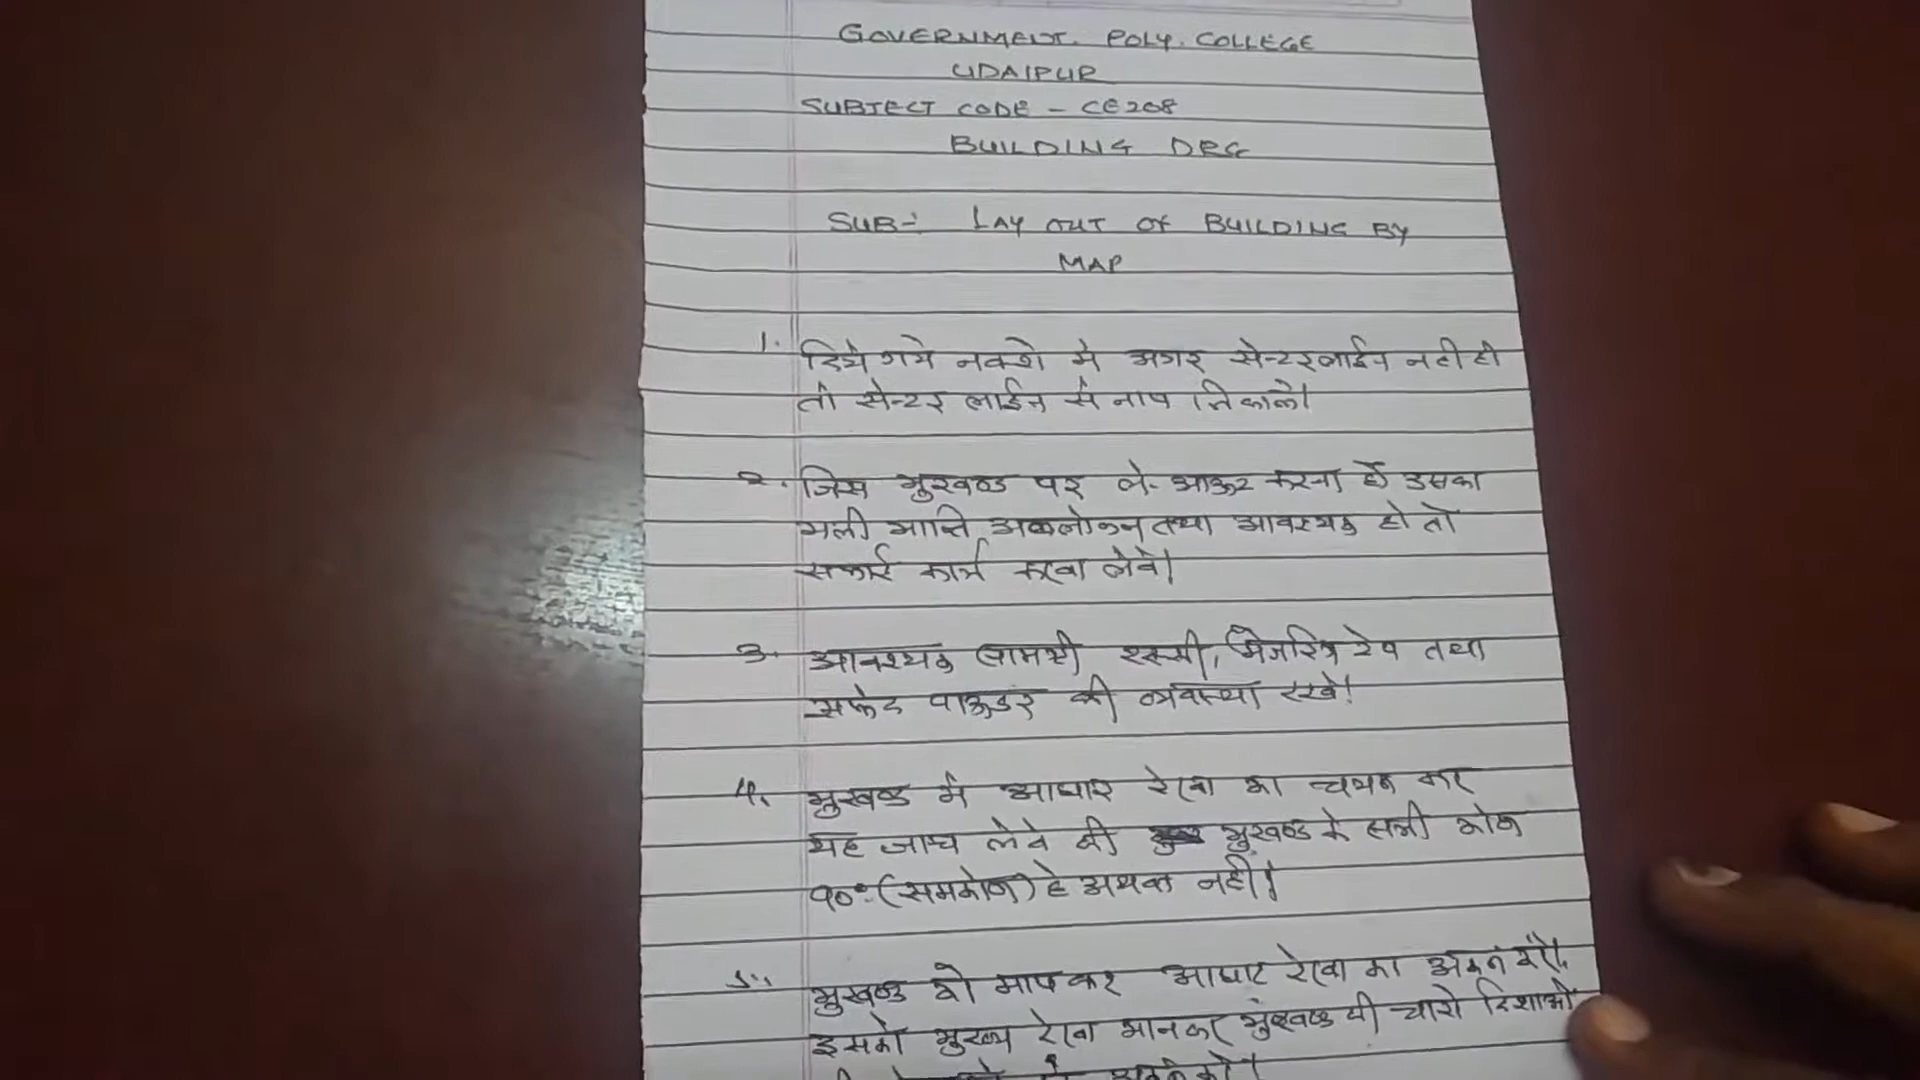 GOVERNMENT. POLY. COLLEGE
UDAIPUR
SUBJECT CODE - CE208
BUILDING DRG
SUB-: LAY OUT OF BUILDING BY
MAP
1. दिये गये नक्शे मे अगर सेन्टरलाईन नही हो
तो सेन्टर लाईन से नाप निकाले।
2. जिस भुखण्ड पर ले-आऊट करना हो उसका
भली भाति अवलोकन तथा आवश्यक हो तो
सफाई कार्य करवा लेवे।
3. आवश्यक सामग्री रस्सी, मेजरिंग टेप तथा
सफेद पाऊडर की व्यवस्था रखे!
4. भुखण्ड मे आधार रेखा का चयन कर
यह जाच लेवे की भुखण्ड के सभी कोण
90° (समकोण) हे अथवा नही।
5. भुखण्ड को मापकर आधार रेखा का अंकन करे।
इसको मुख्य रेखा मानकर भुखण्ड की चारो दिशाओ